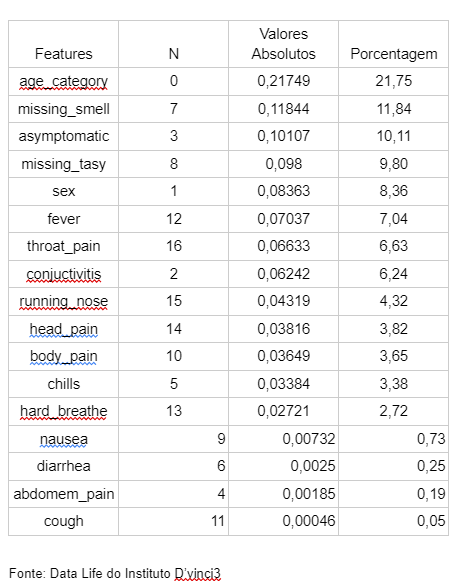 Features N Valores Absolutos Porcentagem
age_category 0 0,21749 21,75
missing_smell 7 0,11844 11,84
asymptomatic 3 0,10107 10,11
missing_tasy 8 0,098 9,80
sex 1 0,08363 8,36
fever 12 0,07037 7,04
throat_pain 16 0,06633 6,63
conjuctivitis 2 0,06242 6,24
running_nose 15 0,04319 4,32
head_pain 14 0,03816 3,82
body_pain 10 0,03649 3,65
chills 5 0,03384 3,38
hard_breathe 13 0,02721 2,72
nausea 9 0,00732 0,73
diarrhea 6 0,0025 0,25
abdomem_pain 4 0,00185 0,19
cough 11 0,00046 0,05
Fonte: Data Life do Instituto D'vinci3